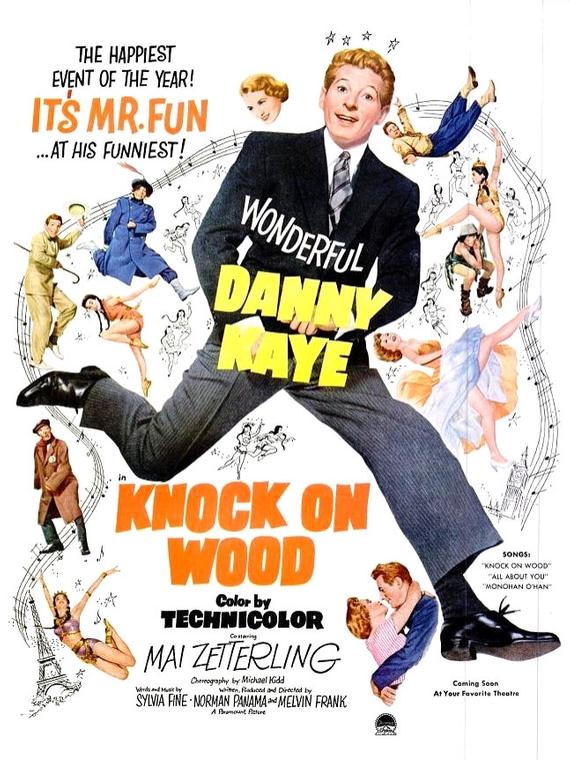 THE HAPPIEST
EVENT OF THE YEAR!
IT'S MR. FUN
...AT HIS FUNNIEST!
WONDERFUL
DANNY
KAYE
in
KNOCK ON
WOOD
Color by
TECHNICOLOR
Co-starring
MAI ZETTERLING
Choreography by Michael Kidd
Words and Music by
SYLVIA FINE ·
Written, Produced and Directed by
NORMAN PANAMA and MELVIN FRANK
A Paramount Picture
SONGS:
"KNOCK ON WOOD"
"ALL ABOUT YOU"
"MONOHAN O'HAN"
Coming Soon
At Your Favorite Theatre